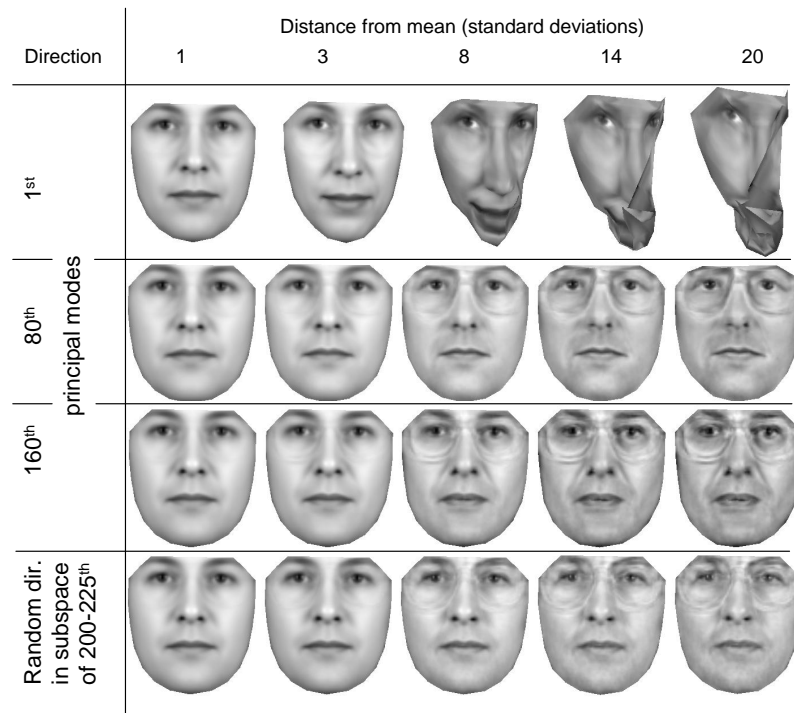 Distance from mean (standard deviations)
Direction 1 3 8 14 20
1st
principal modes
80th
160th
Random dir.
in subspace
of 200-225th